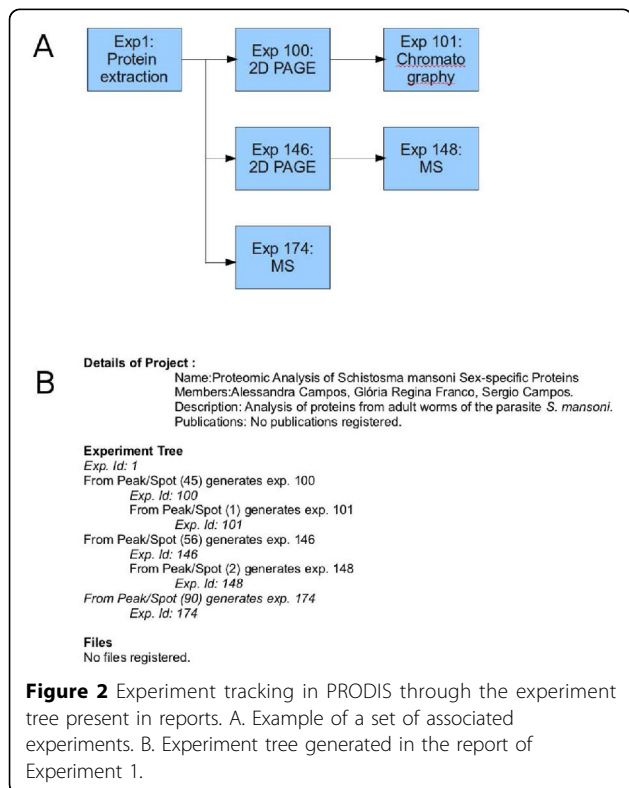 A
Exp1:
Protein
extraction
Exp 100:
2D PAGE
Exp 101:
Chromato
graphy
Exp 146:
2D PAGE
Exp 148:
MS
Exp 174:
MS
B
Details of Project :
Name:Proteomic Analysis of Schistosma mansoni Sex-specific Proteins
Members:Alessandra Campos, Glória Regina Franco, Sergio Campos.
Description: Analysis of proteins from adult worms of the parasite S. mansoni.
Publications: No publications registered.
Experiment Tree
Exp. Id: 1
From Peak/Spot (45) generates exp. 100
Exp. Id: 100
From Peak/Spot (1) generates exp. 101
Exp. Id: 101
From Peak/Spot (56) generates exp. 146
Exp. Id: 146
From Peak/Spot (2) generates exp. 148
Exp. Id: 148
From Peak/Spot (90) generates exp. 174
Exp. Id: 174
Files
No files registered.
Figure 2 Experiment tracking in PRODIS through the experiment
tree present in reports. A. Example of a set of associated
experiments. B. Experiment tree generated in the report of
Experiment 1.